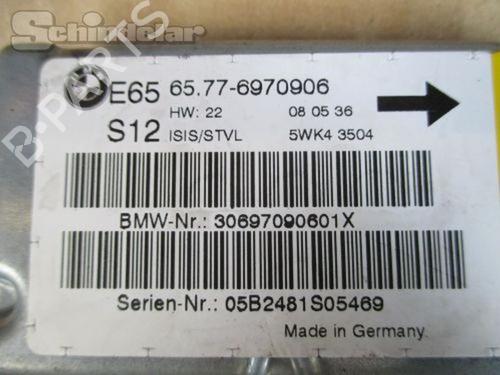 Schindelar
B-PARTS
E65 65.77-6970906
HW: 22 08 05 36
S12 ISIS/STVL 5WK4 3504
BMW-Nr.: 30697090601X
Serien-Nr.: 05B2481S05469
Made in Germany